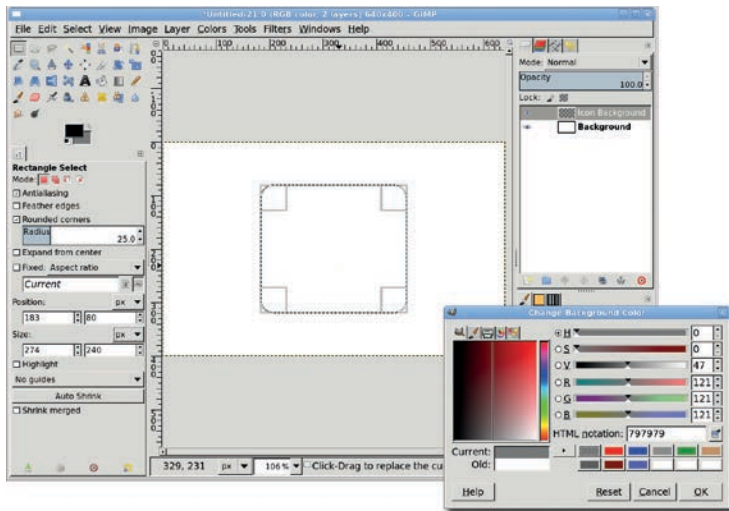 *Untitled-21.0 (RGB color, 2 layers) 640x400 – GIMP
File Edit Select View Image Layer Colors Tools Filters Windows Help
0 100 200 300 400 500 600
Mode: Normal
Opacity
100.0
Lock:
Icon Background
Background
Rectangle Select
Mode:
Antialiasing
Feather edges
Rounded corners
Radius
25.0
Expand from center
Fixed: Aspect ratio
Current
Position: px
183 80
Size: px
274 240
Highlight
No guides
Auto Shrink
Shrink merged
329, 231 px 106% Click-Drag to replace the cu
Change Background Color
H 0
S 0
V 47
R 121
G 121
B 121
HTML notation: 797979
Current:
Old:
Help Reset Cancel OK